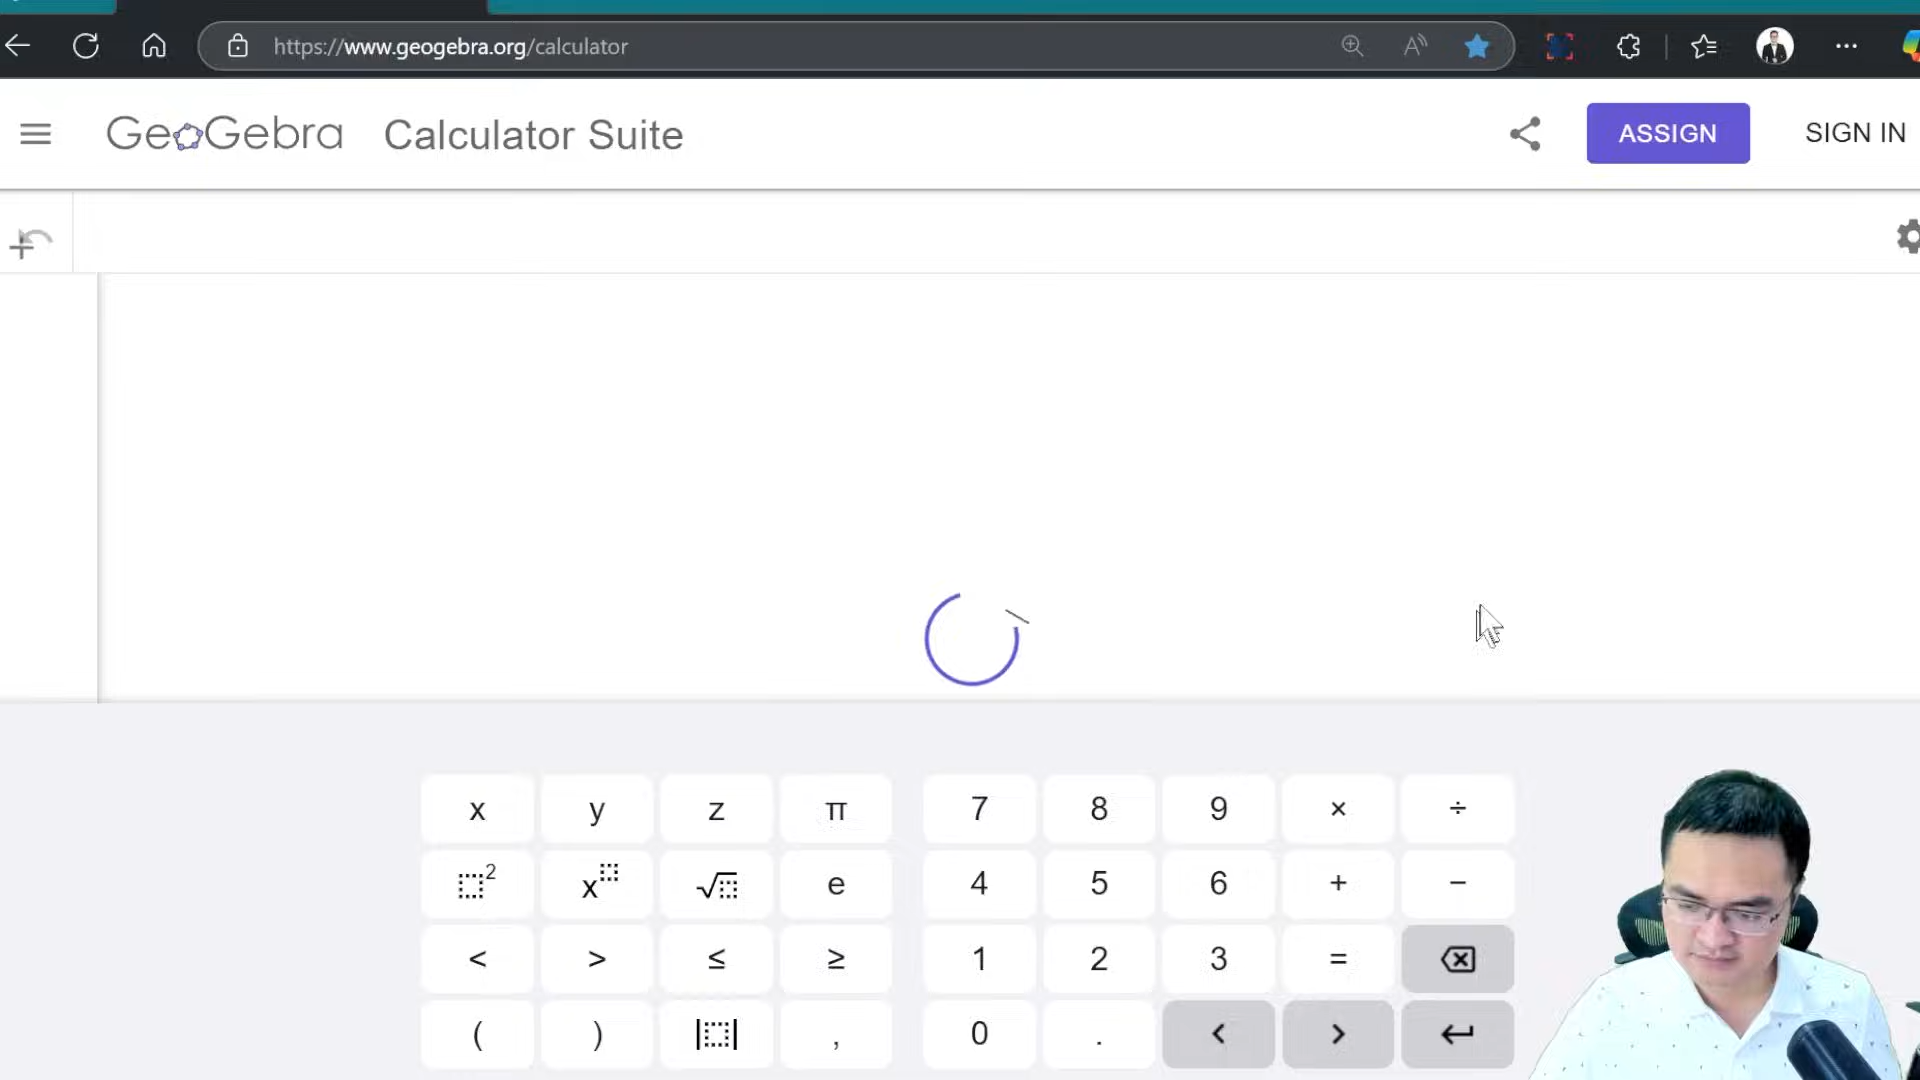 https://www.geogebra.org/calculator
GeoGebra Calculator Suite
ASSIGN
SIGN IN
x y z π 7 8 9 × ÷
2 x √ e 4 5 6 + −
< > ≤ ≥ 1 2 3 =
( ) | | , 0 . < >